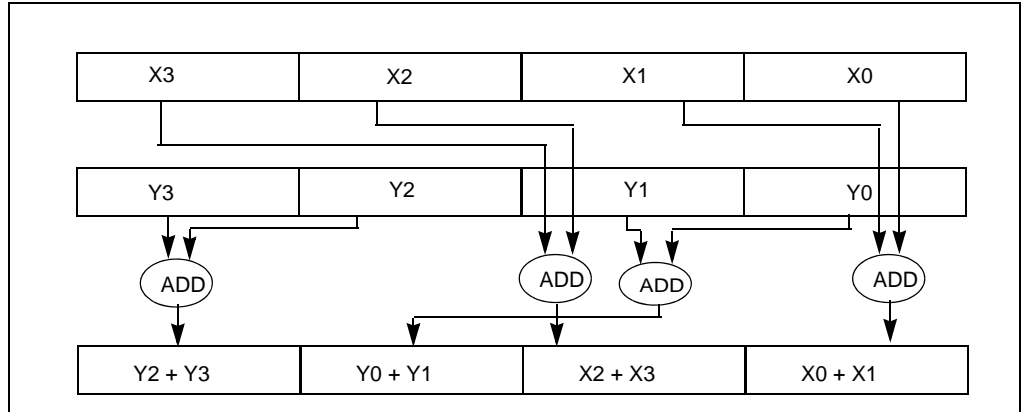 X3 X2 X1 X0
Y3 Y2 Y1 Y0
ADD ADD ADD ADD
Y2 + Y3 Y0 + Y1 X2 + X3 X0 + X1